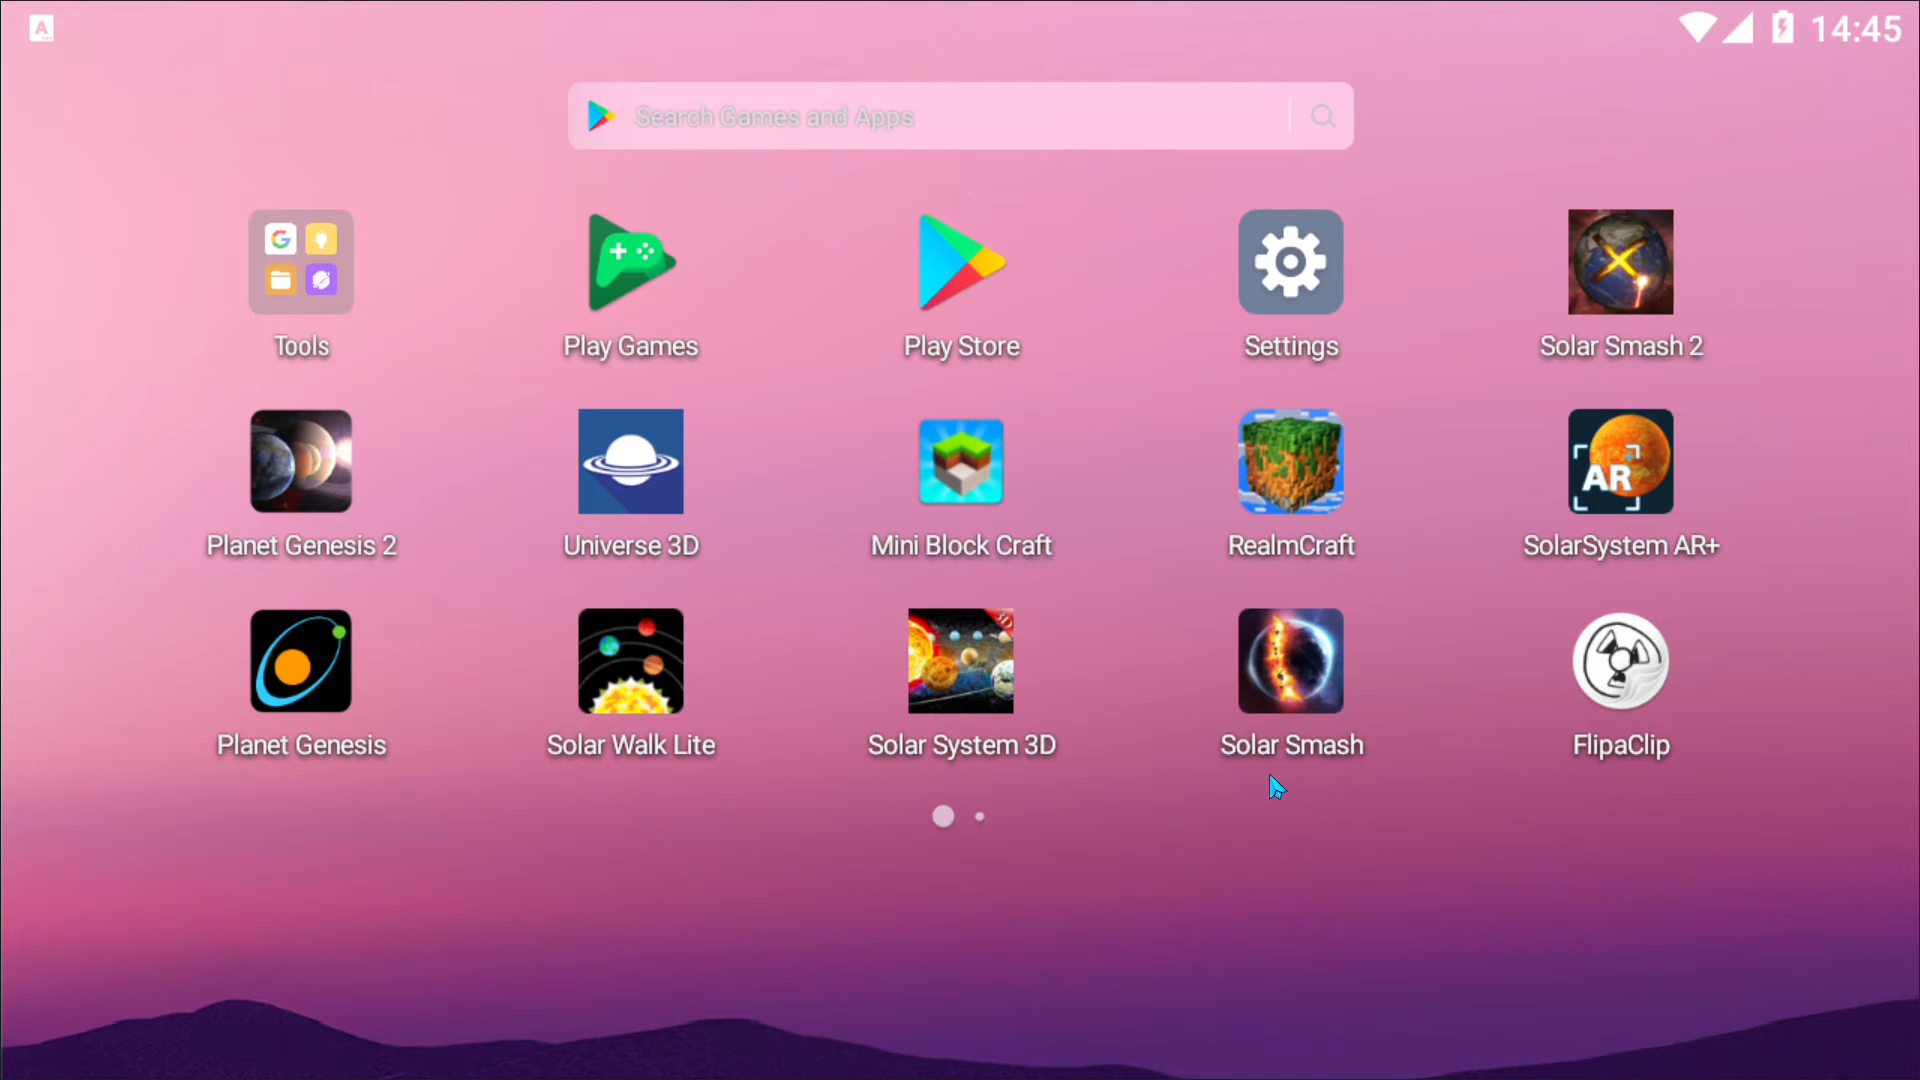 A
14:45
Search Games and Apps
G
Tools
Play Games
Play Store
Settings
Solar Smash 2
AR
Planet Genesis 2
Universe 3D
Mini Block Craft
RealmCraft
SolarSystem AR+
3D
Planet Genesis
Solar Walk Lite
Solar System 3D
Solar Smash
FlipaClip